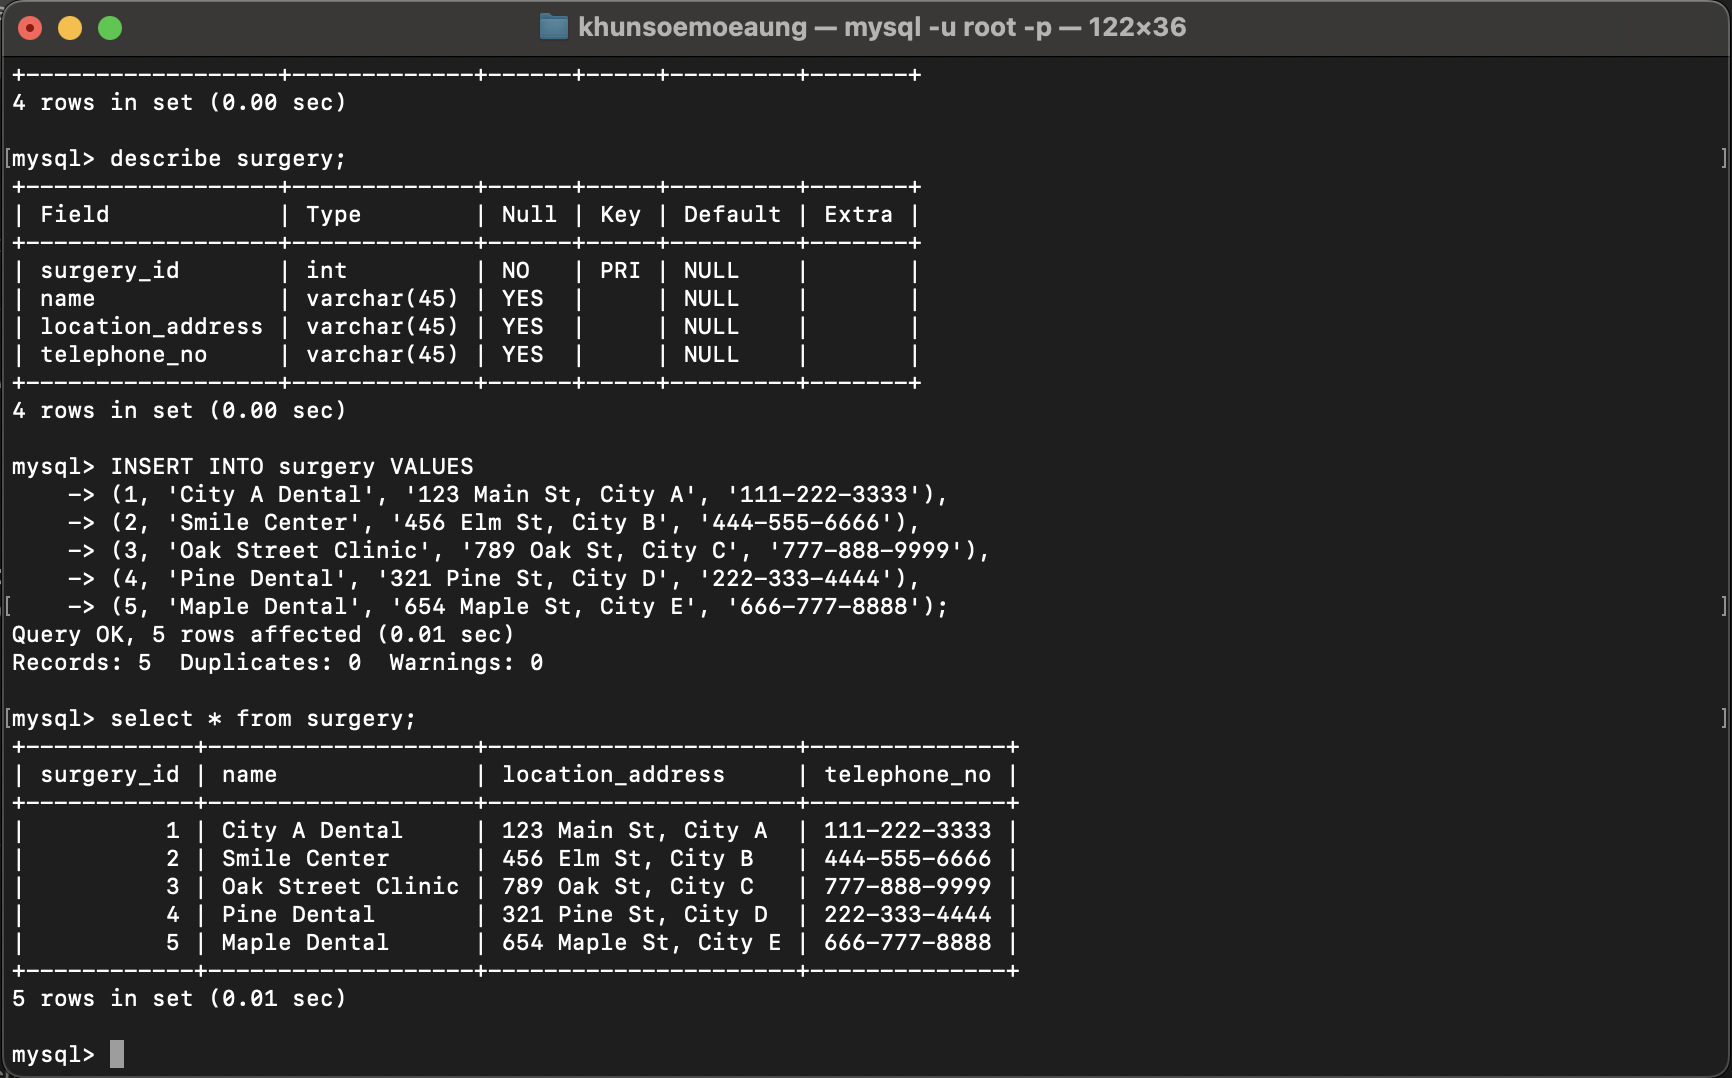 khunsoemoeaung — mysql -u root -p — 122×36
+-------------------+-------------+------+-----+---------+-------+
4 rows in set (0.00 sec)
[mysql> describe surgery; ]
+-------------------+-------------+------+-----+---------+-------+
| Field | Type | Null | Key | Default | Extra |
+-------------------+-------------+------+-----+---------+-------+
| surgery_id | int | NO | PRI | NULL | |
| name | varchar(45) | YES | | NULL | |
| location_address | varchar(45) | YES | | NULL | |
| telephone_no | varchar(45) | YES | | NULL | |
+-------------------+-------------+------+-----+---------+-------+
4 rows in set (0.00 sec)
mysql> INSERT INTO surgery VALUES
-> (1, 'City A Dental', '123 Main St, City A', '111-222-3333'),
-> (2, 'Smile Center', '456 Elm St, City B', '444-555-6666'),
-> (3, 'Oak Street Clinic', '789 Oak St, City C', '777-888-9999'),
-> (4, 'Pine Dental', '321 Pine St, City D', '222-333-4444'),
[ -> (5, 'Maple Dental', '654 Maple St, City E', '666-777-8888'); ]
Query OK, 5 rows affected (0.01 sec)
Records: 5 Duplicates: 0 Warnings: 0
[mysql> select * from surgery; ]
+------------+-------------------+----------------------+--------------+
| surgery_id | name | location_address | telephone_no |
+------------+-------------------+----------------------+--------------+
| 1 | City A Dental | 123 Main St, City A | 111-222-3333 |
| 2 | Smile Center | 456 Elm St, City B | 444-555-6666 |
| 3 | Oak Street Clinic | 789 Oak St, City C | 777-888-9999 |
| 4 | Pine Dental | 321 Pine St, City D | 222-333-4444 |
| 5 | Maple Dental | 654 Maple St, City E | 666-777-8888 |
+------------+-------------------+----------------------+--------------+
5 rows in set (0.01 sec)
mysql>